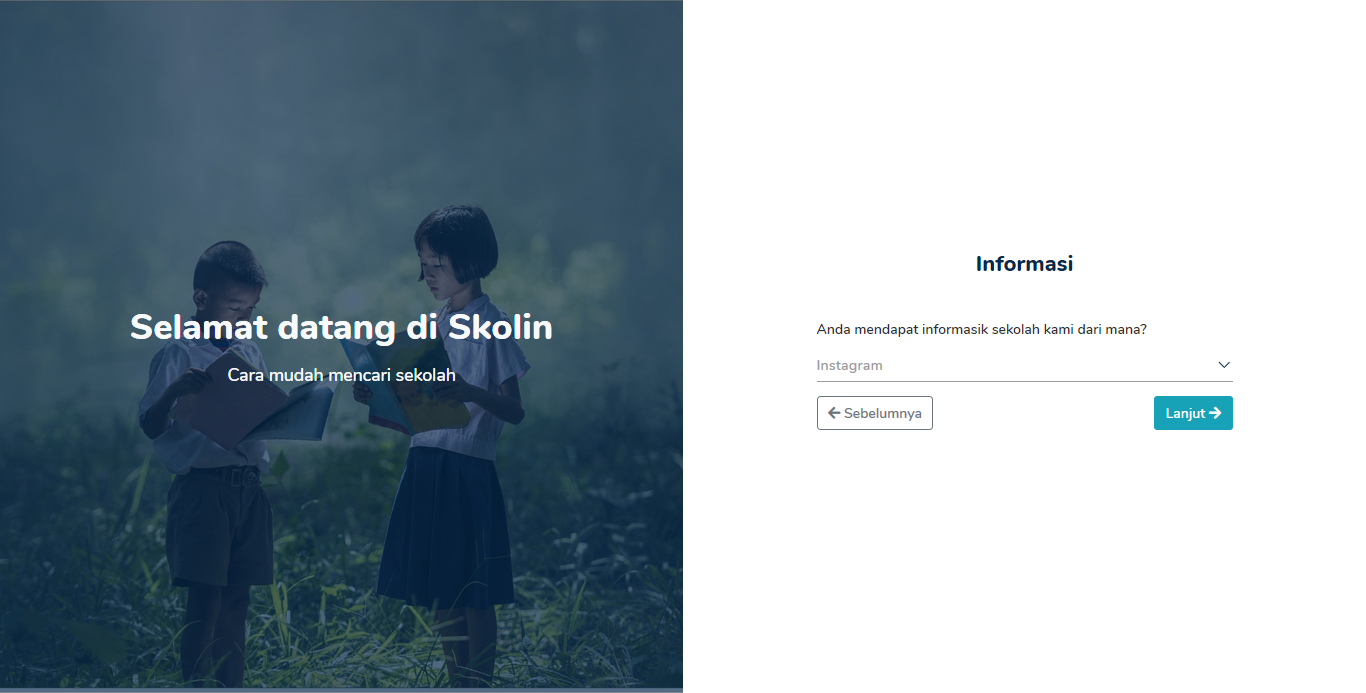 Selamat datang di Skolin
Cara mudah mencari sekolah
Informasi
Anda mendapat informasik sekolah kami dari mana?
Instagram
Sebelumnya
Lanjut